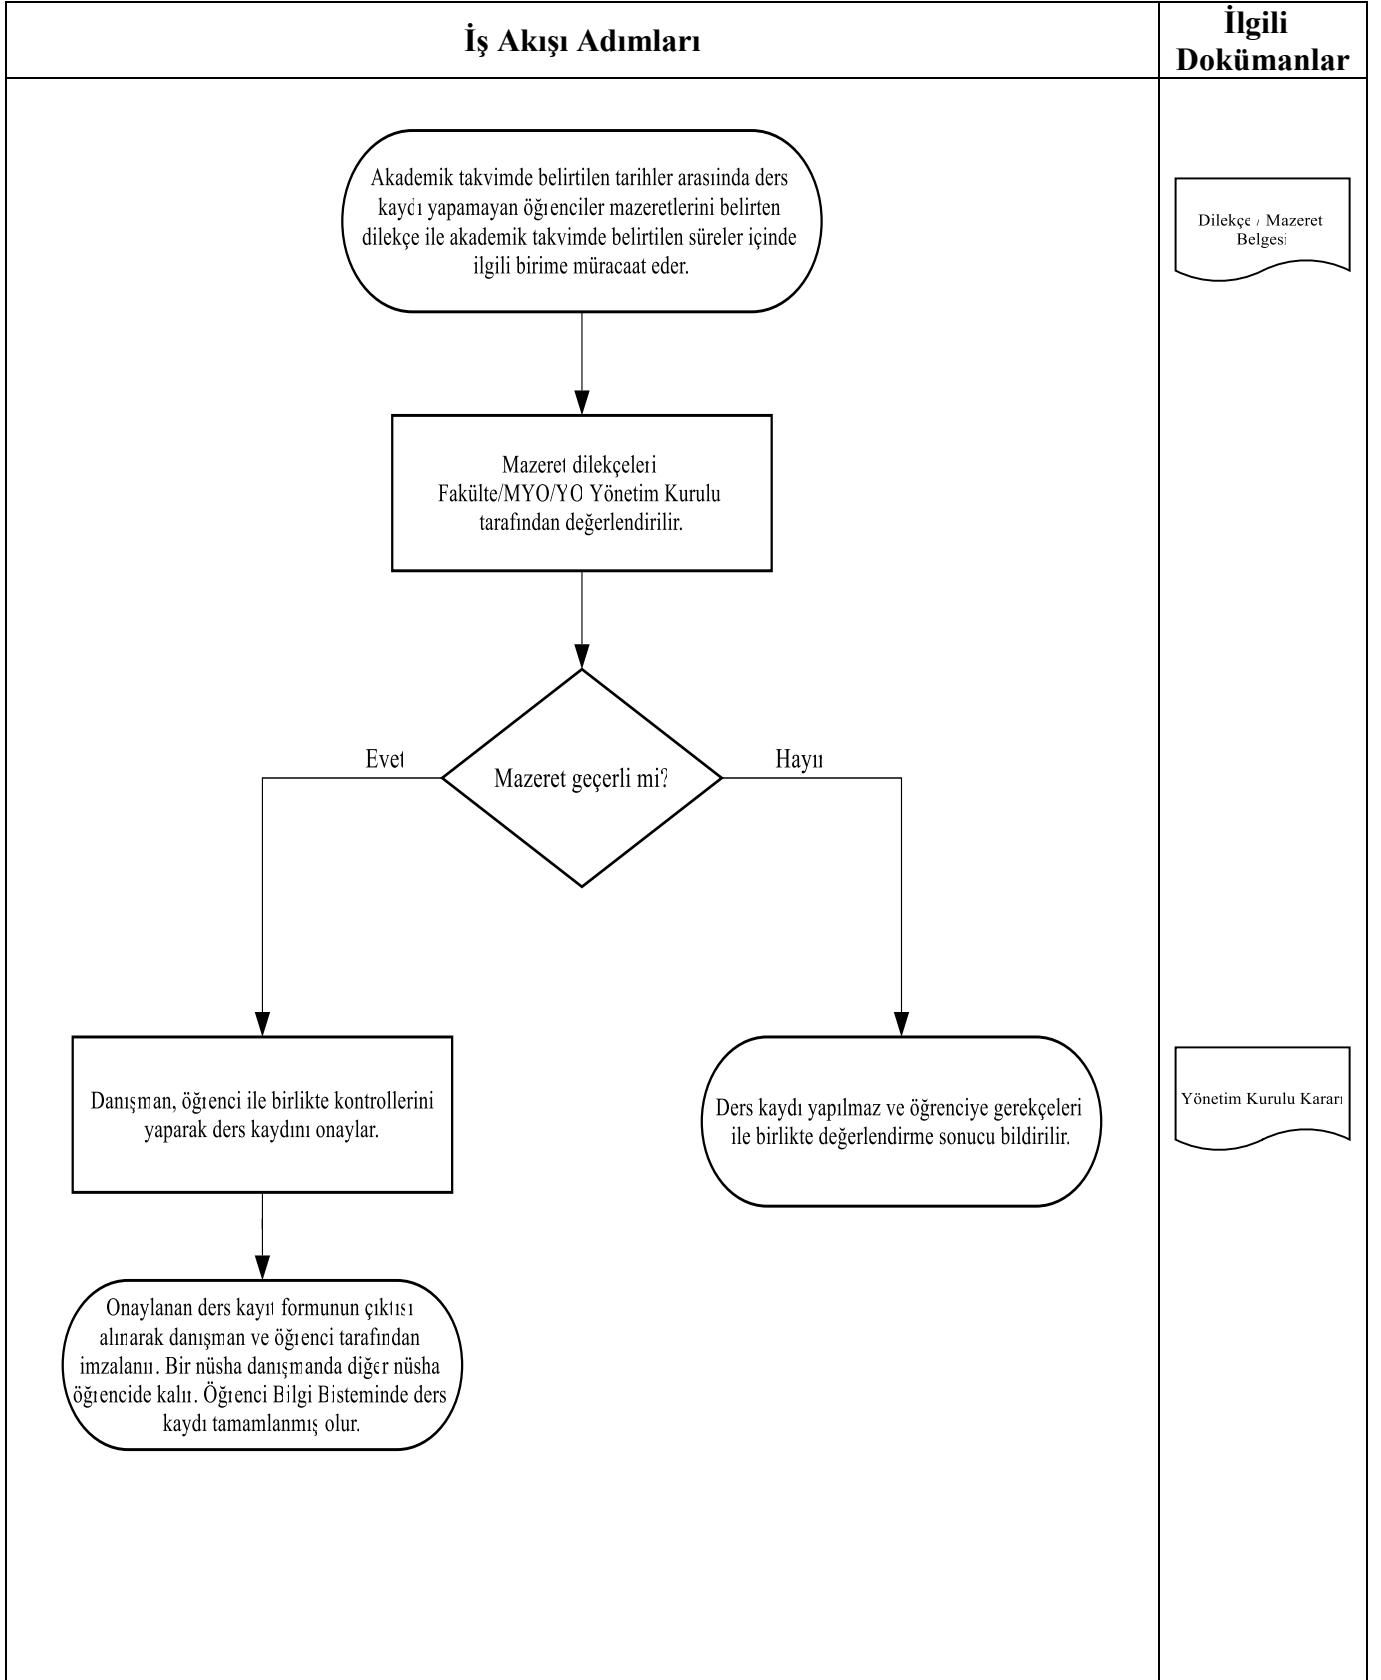 İş Akışı Adımları
İlgili
Dokümanlar
Akademik takvimde belirtilen tarihler arasıinda ders
kaydı yapamayan öğrenciler mazeretlerini belirten
dilekçe ile akademik takvimde belirtilen süreler içinde
ilgili birime müracaat eder.
Dilekçe / Mazeret
Belgesi
Mazeret dilekçeleri
Fakülte/MYO/YO Yönetim Kurulu
tarafından değerlendirilir.
Evet
Hayır
Mazeret geçerli mi?
Danışman, öğrenci ile birlikte kontrollerini
yaparak ders kaydını onaylar.
Ders kaydı yapılmaz ve öğrenciye gerekçeleri
ile birlikte değerlendirme sonucu bildirilir.
Yönetim Kurulu Kararı
Onaylanan ders kayıt formunun çıktısı
alınarak danışman ve öğrenci tarafından
imzalanır. Bir nüsha danışmanda diğer nüsha
öğrencide kalır. Öğrenci Bilgi Bisteminde ders
kaydı tamamlanmış olur.